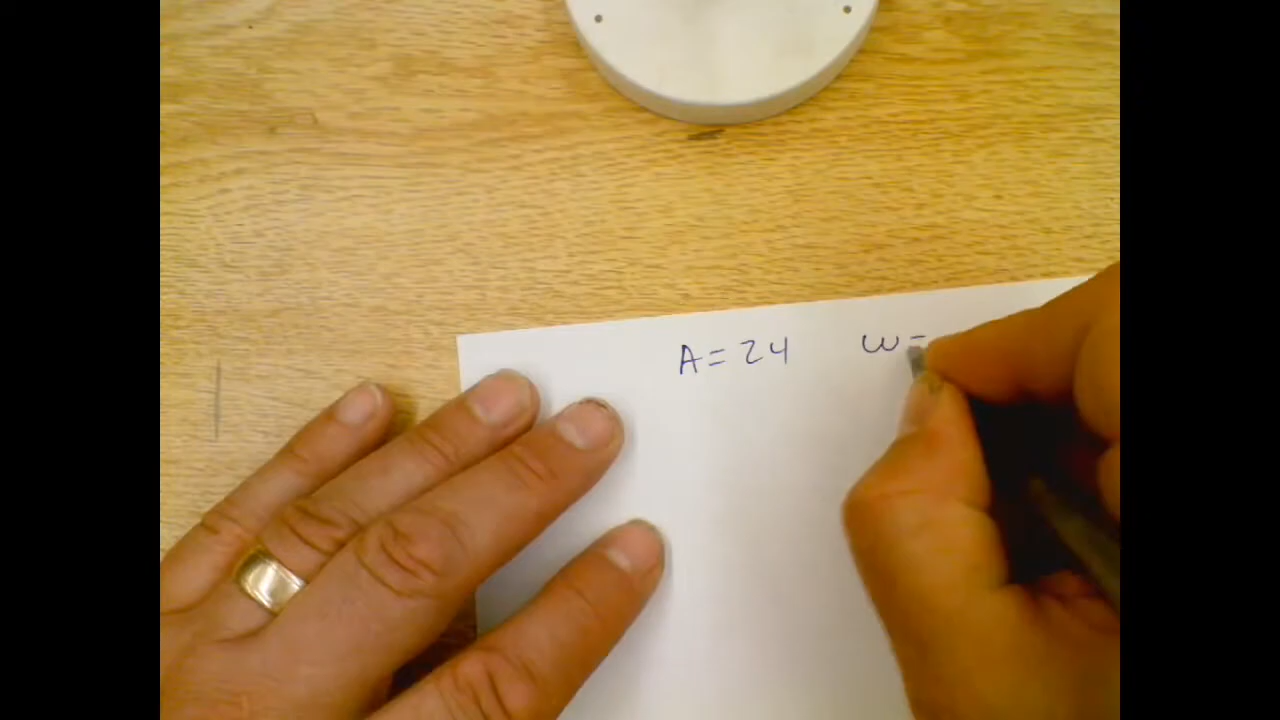 A = 24 W =